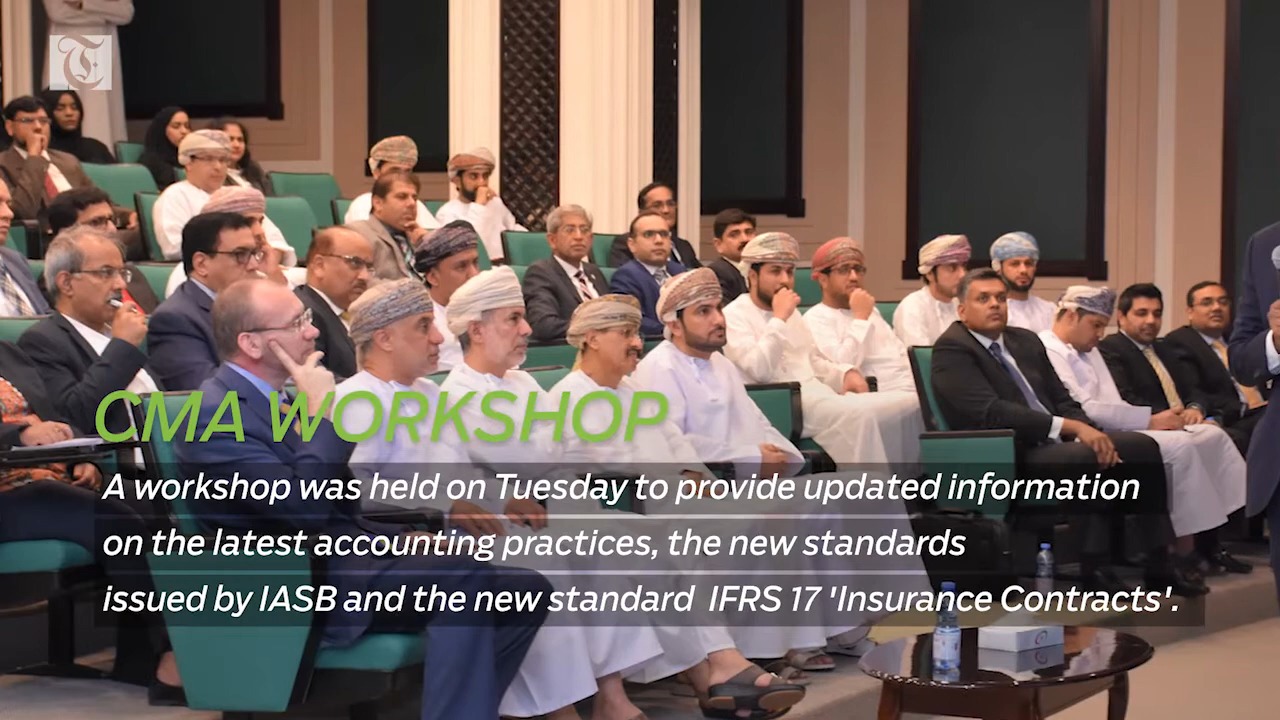 T
CMA WORKSHOP
A workshop was held on Tuesday to provide updated information
on the latest accounting practices, the new standards
issued by IASB and the new standard  IFRS 17 'Insurance Contracts'.